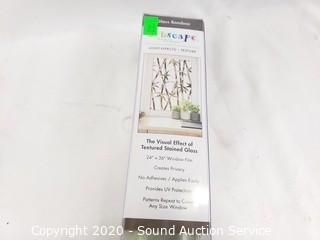 Bamboo
scape
LIGHT EFFECTS | TEXTURE
The Visual Effect of
Textured Stained Glass
24" x 36" Window Film
Creates Privacy
No Adhesives / Applies Easily
Provides UV Protection
Patterns Repeat to Cover
Any Size Window
Copyright 2020 - Sound Auction Service